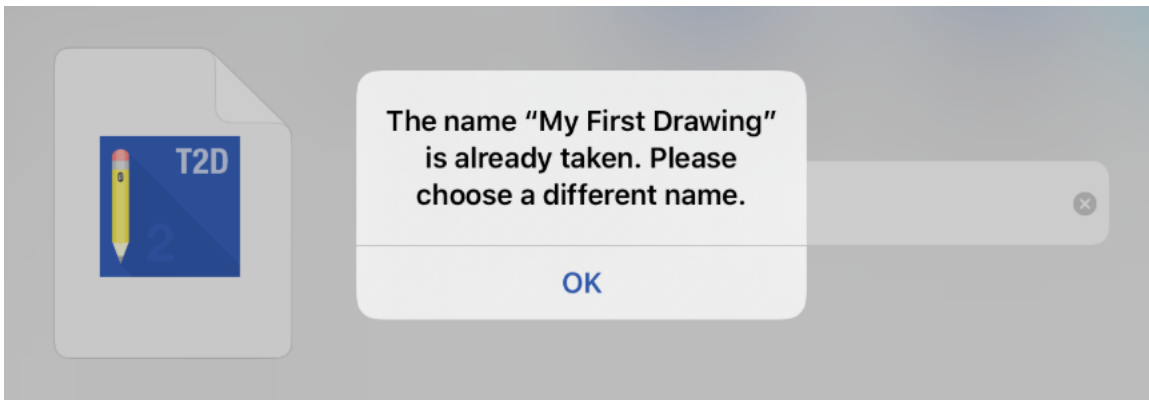 T2D
2
The name “My First Drawing”
is already taken. Please
choose a different name.
OK